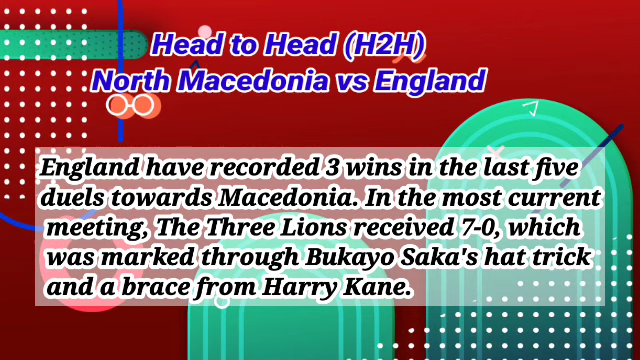 Head to Head (H2H)
North Macedonia vs England
England have recorded 3 wins in the last five
duels towards Macedonia. In the most current
meeting, The Three Lions received 7-0, which
was marked through Bukayo Saka's hat trick
and a brace from Harry Kane.